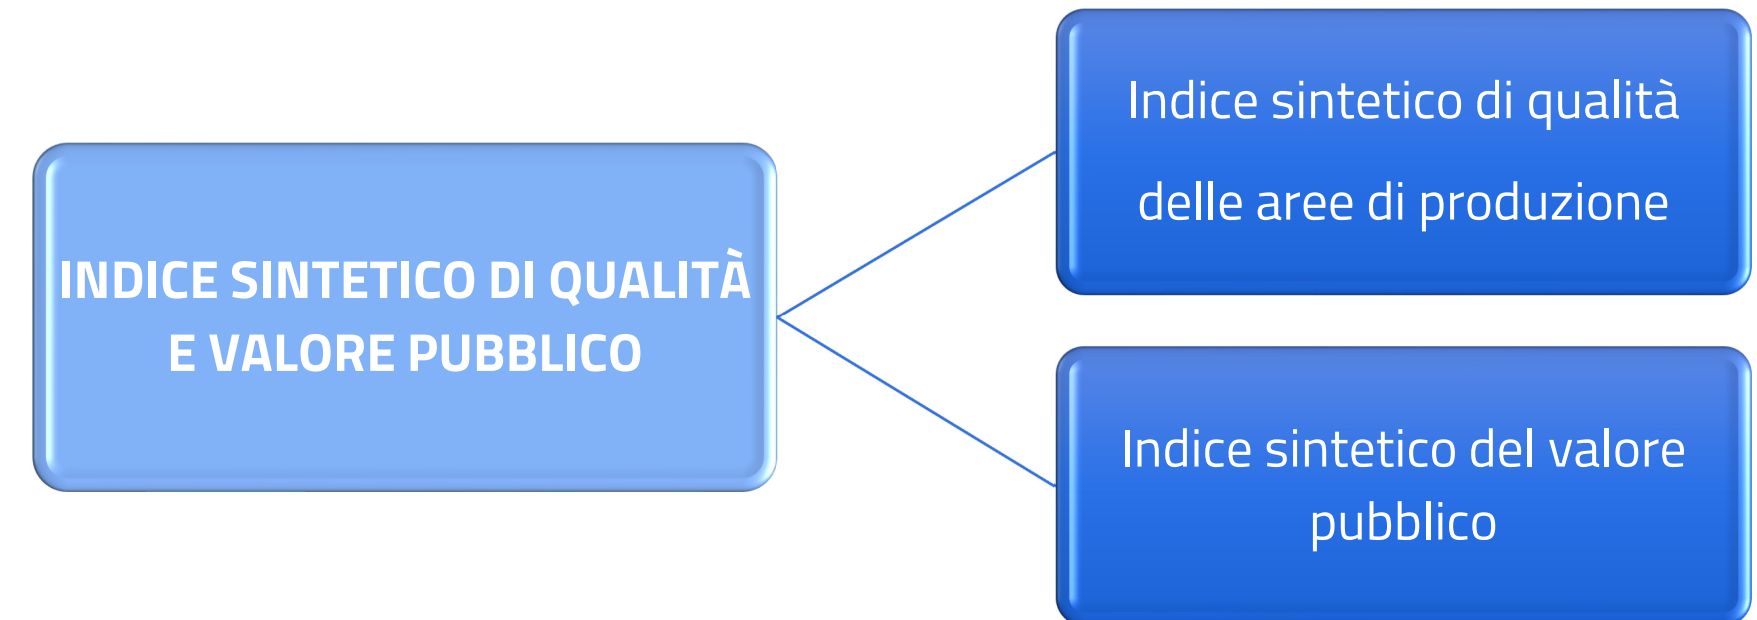 INDICE SINTETICO DI QUALITÀ
E VALORE PUBBLICO
Indice sintetico di qualità
delle aree di produzione
Indice sintetico del valore
pubblico